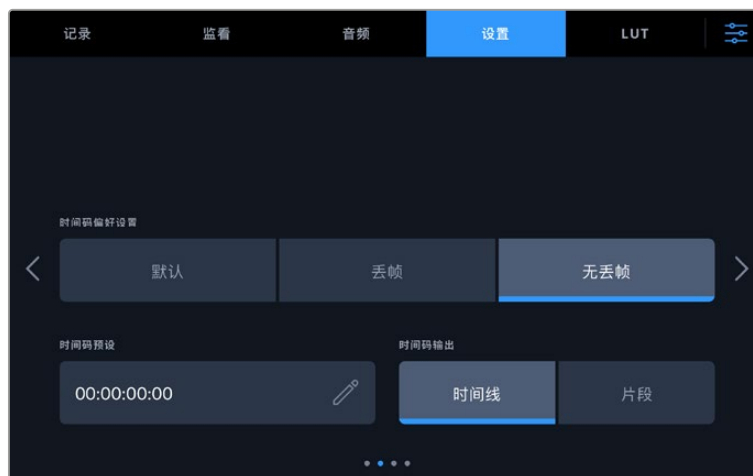 记录 监看 音频 设置 LUT
时间码偏好设置
默认 丢帧 无丢帧
时间码预设 时间码输出
00:00:00:00 时间线 片段